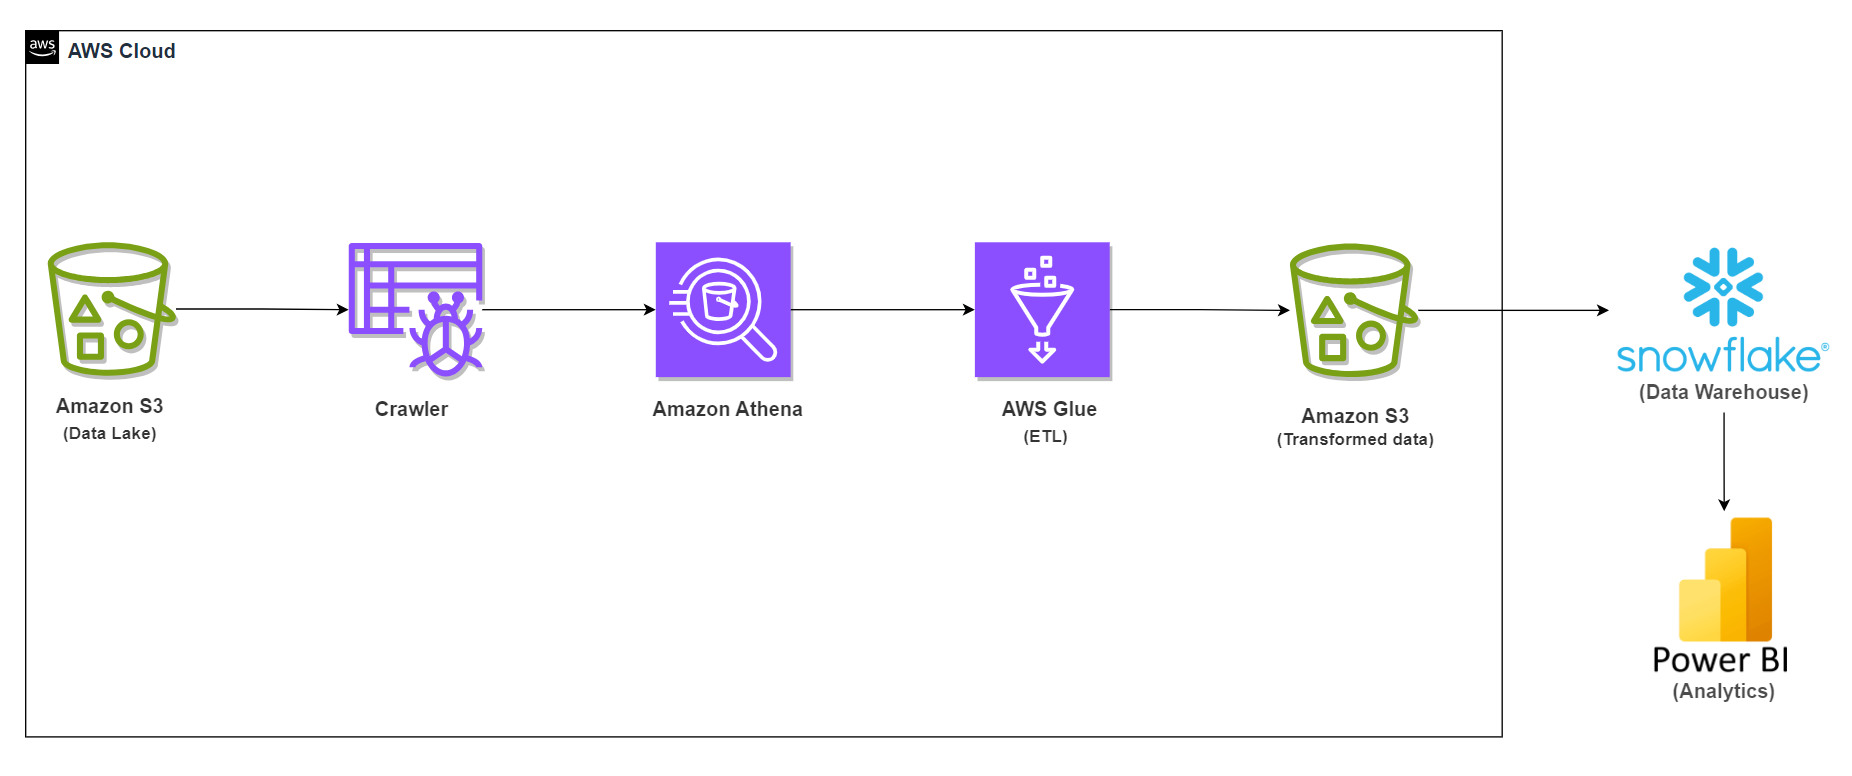 aws
AWS Cloud
Amazon S3
(Data Lake)
Crawler
Amazon Athena
AWS Glue
(ETL)
Amazon S3
(Transformed data)
snowflake®
(Data Warehouse)
Power BI
(Analytics)